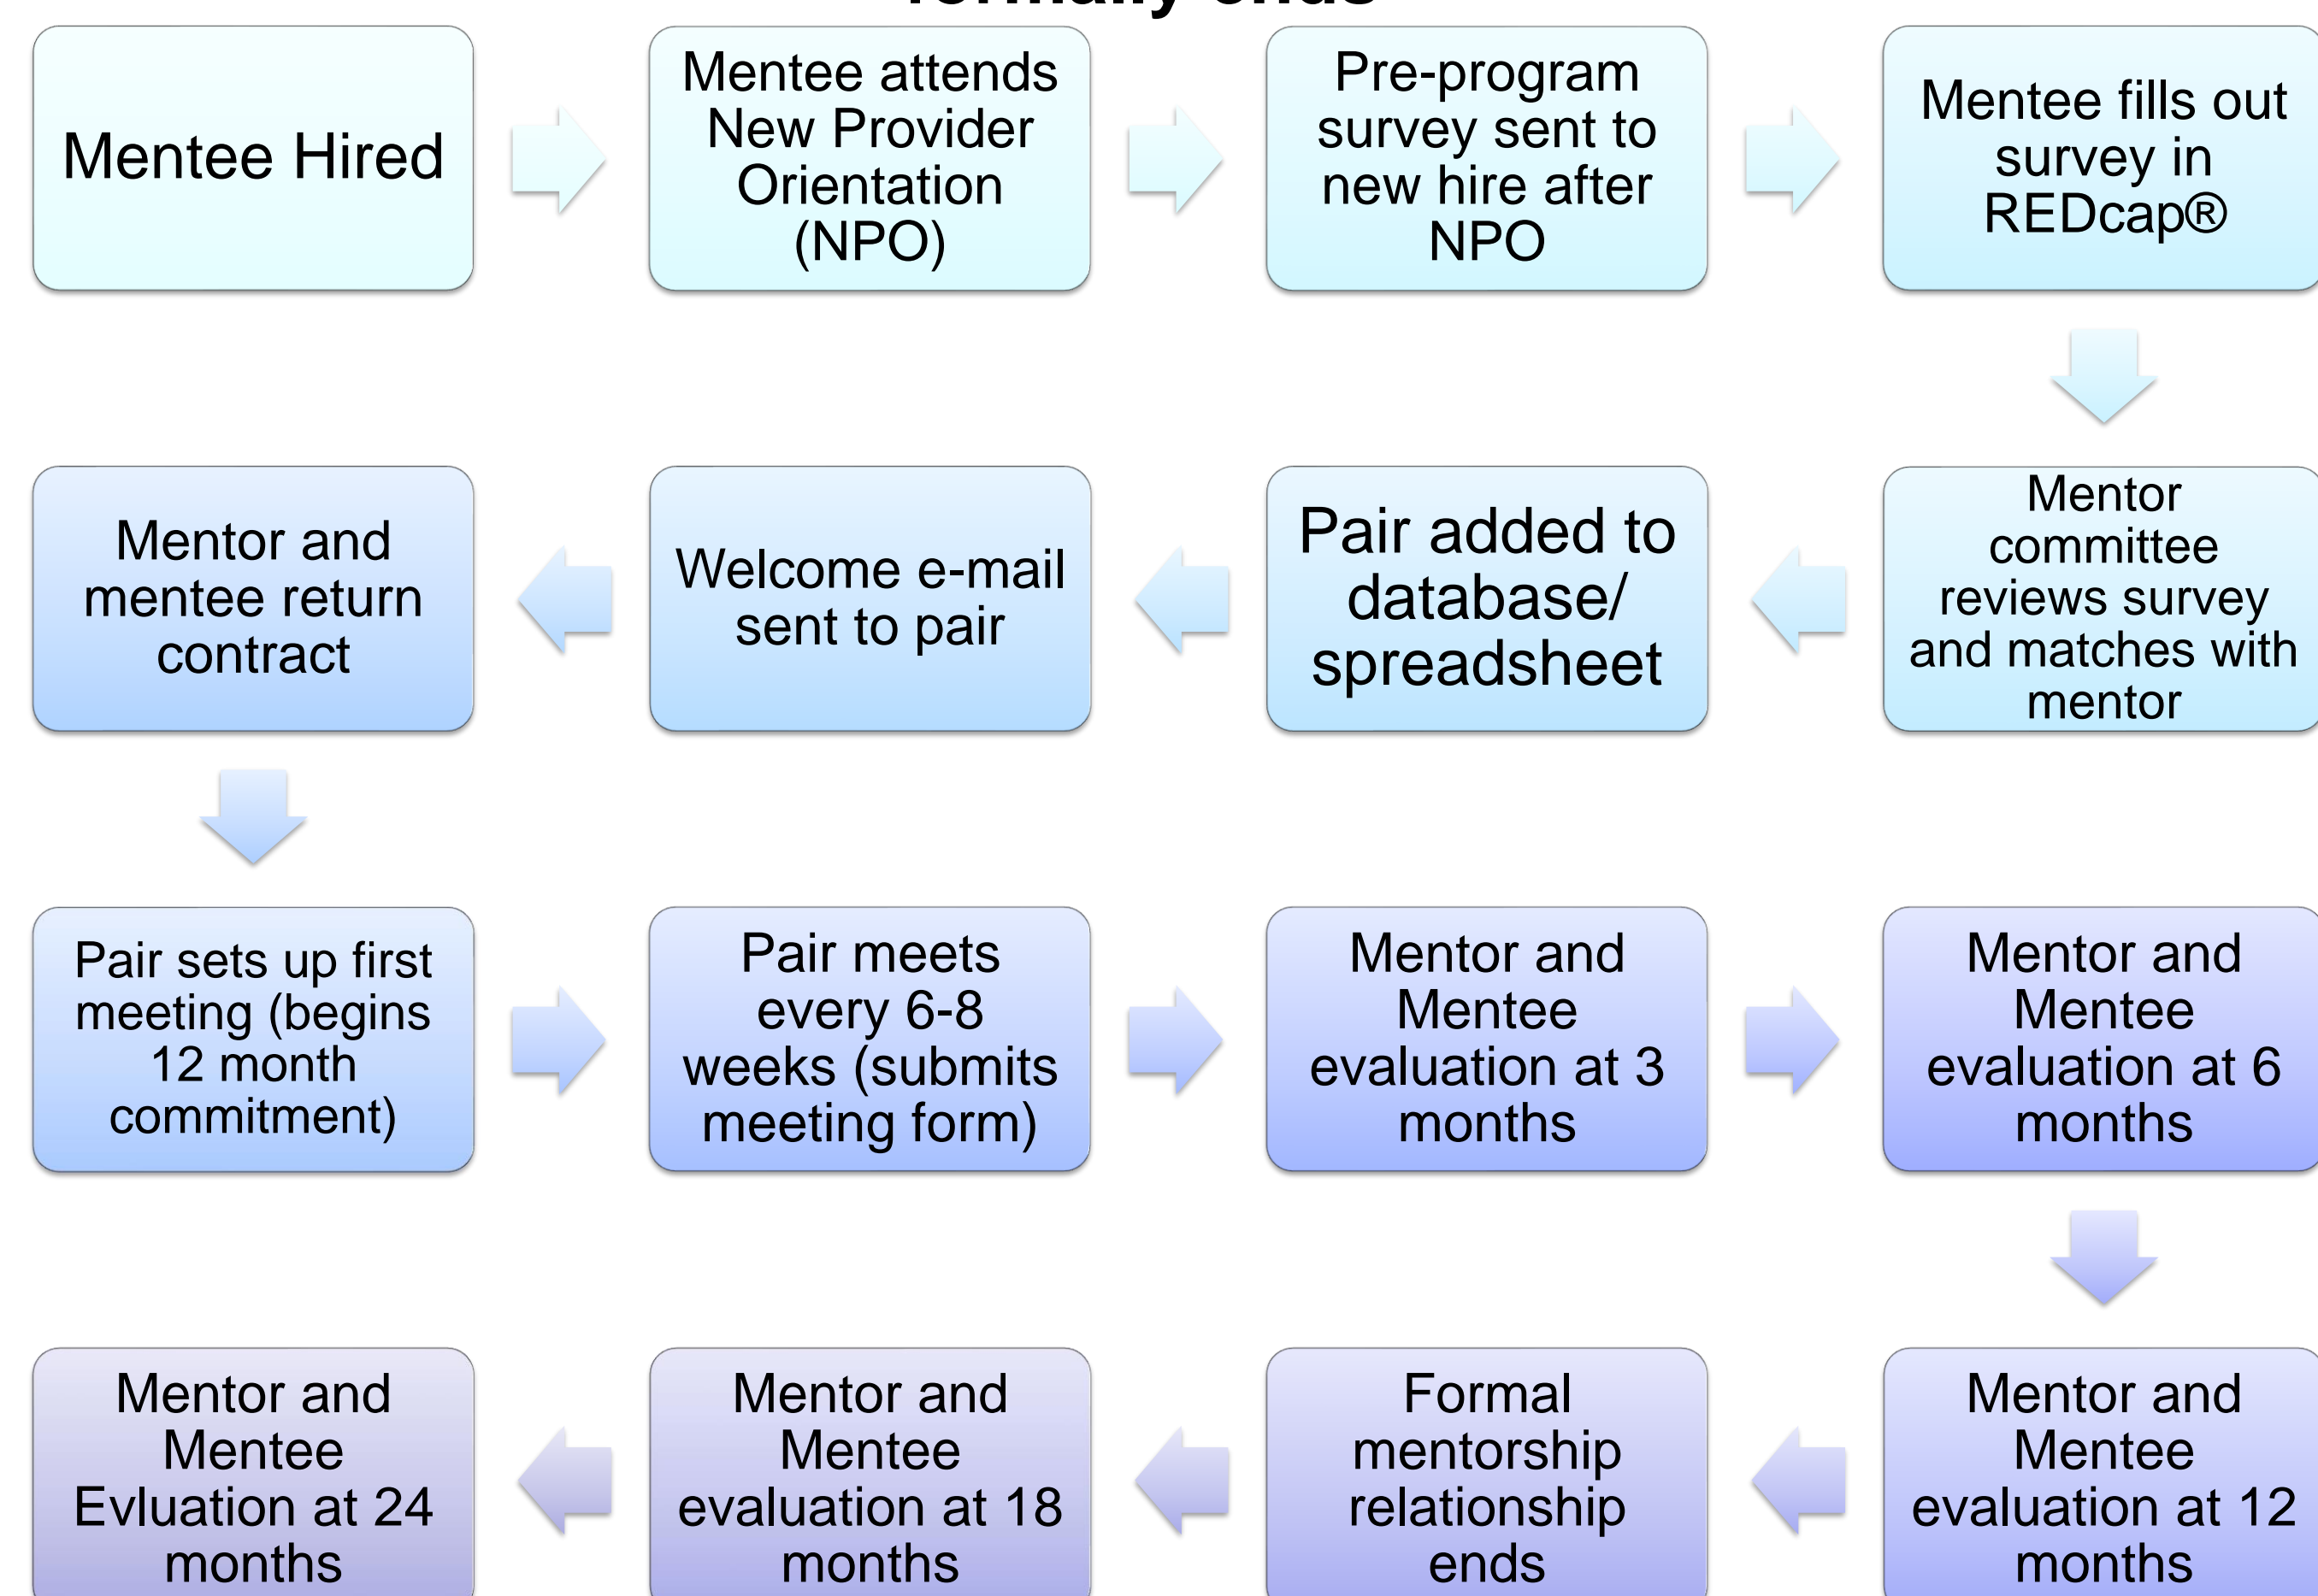 formally ends
Mentee Hired
Mentee attends
New Provider
Orientation
(NPO)
Pre-program
survey sent to
new hire after
NPO
Mentee fills out
survey in
REDcap®
Mentor
committee
reviews survey
and matches with
mentor
Pair added to
database/
spreadsheet
Welcome e-mail
sent to pair
Mentor and
mentee return
contract
Pair sets up first
meeting (begins
12 month
commitment)
Pair meets
every 6-8
weeks (submits
meeting form)
Mentor and
Mentee
evaluation at 3
months
Mentor and
Mentee
evaluation at 6
months
Mentor and
Mentee
evaluation at 12
months
Formal
mentorship
relationship
ends
Mentor and
Mentee
evaluation at 18
months
Mentor and
Mentee
Evluation at 24
months